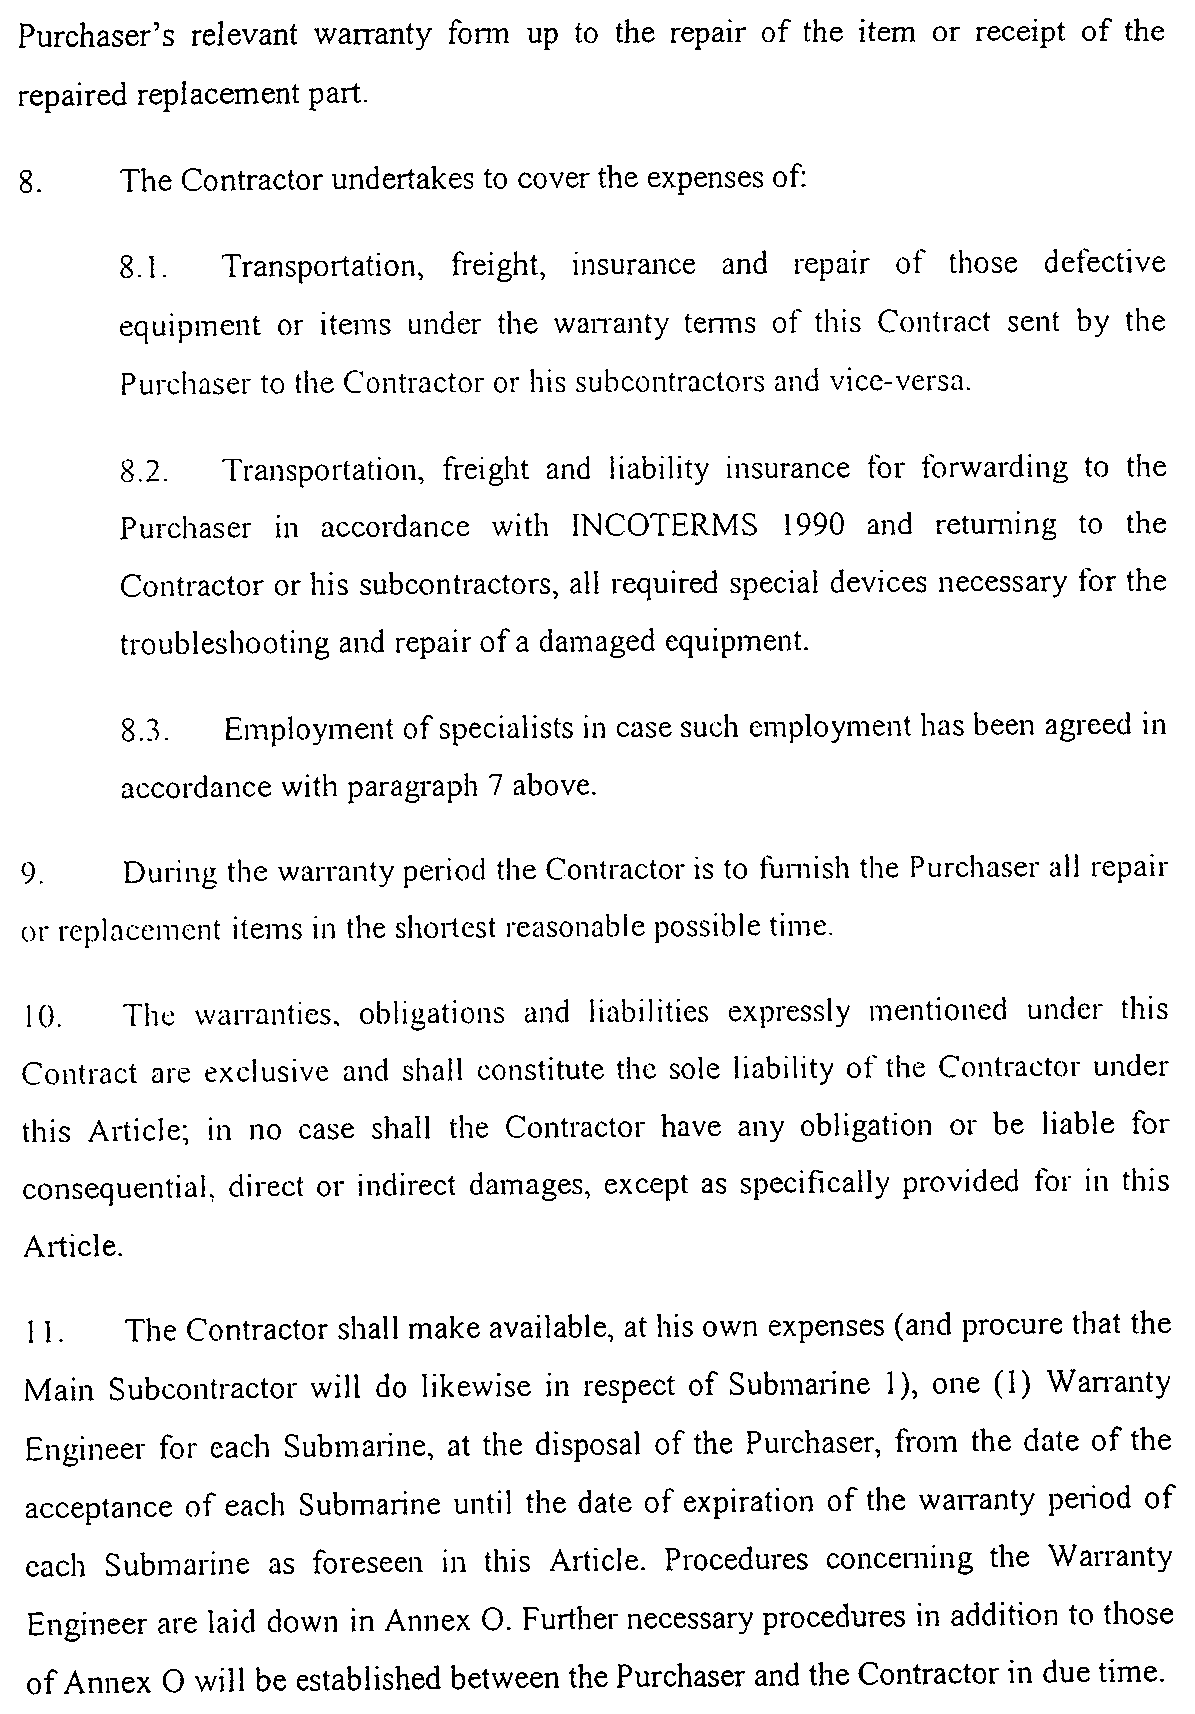 Purchaser's relevant warranty form up to the repair of the item or receipt of the
repaired replacement part.
8. The Contractor undertakes to cover the expenses of:
8.1. Transportation, freight, insurance and repair of those defective
equipment or items under the warranty terms of this Contract sent by the
Purchaser to the Contractor or his subcontractors and vice-versa.
8.2. Transportation, freight and liability insurance for forwarding to the
Purchaser in accordance with INCOTERMS 1990 and returning to the
Contractor or his subcontractors, all required special devices necessary for the
troubleshooting and repair of a damaged equipment.
8.3. Employment of specialists in case such employment has been agreed in
accordance with paragraph 7 above.
9. During the warranty period the Contractor is to furnish the Purchaser all repair
or replacement items in the shortest reasonable possible time.
10. The warranties, obligations and liabilities expressly mentioned under this
Contract are exclusive and shall constitute the sole liability of the Contractor under
this Article; in no case shall the Contractor have any obligation or be liable for
consequential, direct or indirect damages, except as specifically provided for in this
Article.
11. The Contractor shall make available, at his own expenses (and procure that the
Main Subcontractor will do likewise in respect of Submarine 1), one (1) Warranty
Engineer for each Submarine, at the disposal of the Purchaser, from the date of the
acceptance of each Submarine until the date of expiration of the warranty period of
each Submarine as foreseen in this Article. Procedures concerning the Warranty
Engineer are laid down in Annex O. Further necessary procedures in addition to those
of Annex O will be established between the Purchaser and the Contractor in due time.